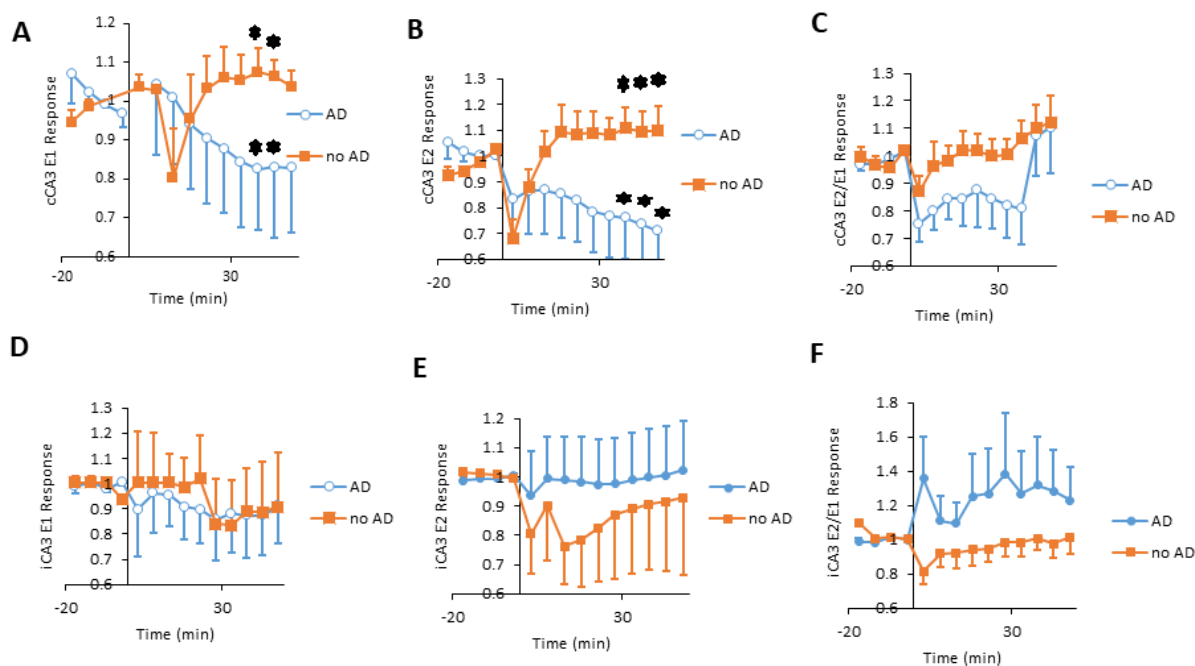 A
cCA3 E1 Response
1.2
1.1
1
0.9
0.8
0.7
0.6
-20
30
Time (min)
AD
no AD
B
cCA3 E2 Response
1.3
1.2
1.1
1
0.9
0.8
0.7
0.6
-20
30
Time (min)
AD
no AD
C
cCA3 E2/E1 Response
1.3
1.2
1.1
1
0.9
0.8
0.7
0.6
-20
30
Time (min)
AD
no AD
D
iCA3 E1 Response
1.3
1.2
1.1
1
0.9
0.8
0.7
0.6
-20
30
Time (min)
AD
no AD
E
iCA3 E2 Response
1.2
1.1
1
0.9
0.8
0.7
0.6
-20
30
Time (min)
AD
no AD
F
iCA3 E2/E1 Response
1.8
1.6
1.4
1.2
1
0.8
0.6
-20
30
Time (min)
AD
no AD